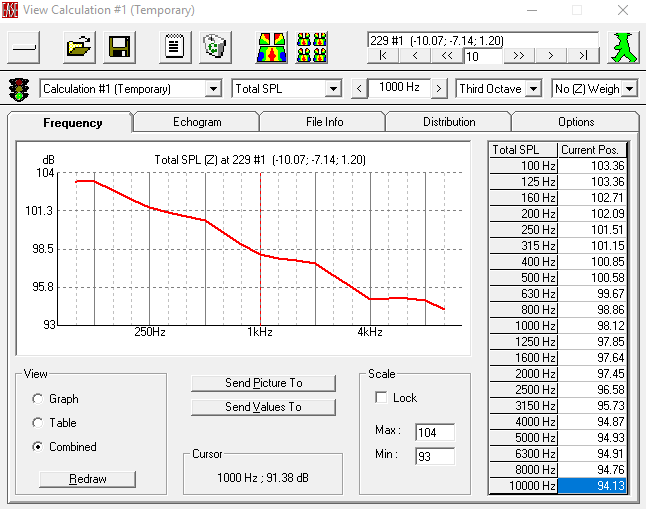 EASE View Calculation #1 (Temporary)
229 #1 (-10.07; -7.14; 1.20)
|< < << 10 >> > >|
Calculation #1 (Temporary) Total SPL < 1000 Hz > Third Octave No (Z) Weigh
Frequency Echogram File Info Distribution Options
dB Total SPL (Z) at 229 #1 (-10.07; -7.14; 1.20)
104
101.3
98.5
95.8
93
250Hz 1kHz 4kHz
Total SPL Current Pos.
100 Hz 103.36
125 Hz 103.36
160 Hz 102.71
200 Hz 102.09
250 Hz 101.51
315 Hz 101.15
400 Hz 100.85
500 Hz 100.58
630 Hz 99.67
800 Hz 98.86
1000 Hz 98.12
1250 Hz 97.85
1600 Hz 97.64
2000 Hz 97.45
2500 Hz 96.58
3150 Hz 95.73
4000 Hz 94.87
5000 Hz 94.93
6300 Hz 94.91
8000 Hz 94.76
10000 Hz 94.13
View
Graph
Table
Combined
Redraw
Send Picture To
Send Values To
Cursor
1000 Hz ; 91.38 dB
Scale
Lock
Max : 104
Min : 93